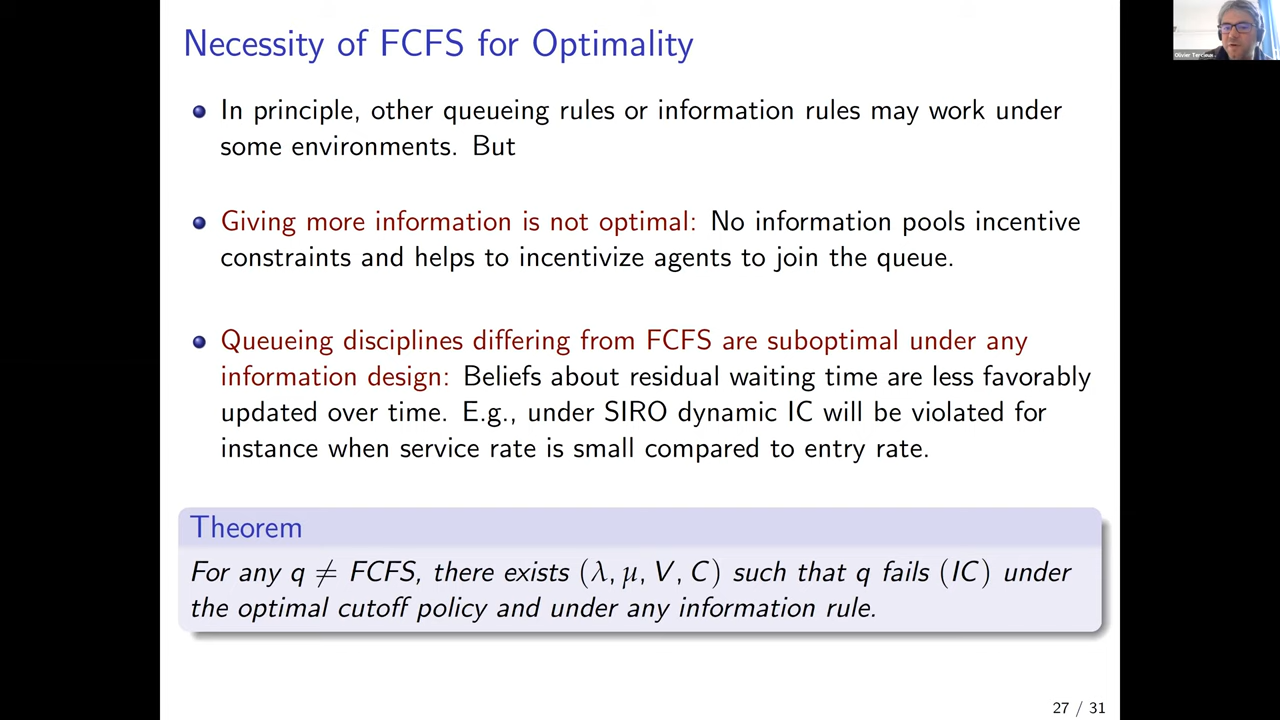 Necessity of FCFS for Optimality
In principle, other queueing rules or information rules may work under
some environments. But
Giving more information is not optimal: No information pools incentive
constraints and helps to incentivize agents to join the queue.
Queueing disciplines differing from FCFS are suboptimal under any
information design: Beliefs about residual waiting time are less favorably
updated over time. E.g., under SIRO dynamic IC will be violated for
instance when service rate is small compared to entry rate.
Theorem
For any q ≠ FCFS, there exists (λ, μ, V, C) such that q fails (IC) under
the optimal cutoff policy and under any information rule.
27 / 31
Olivier Tercieux